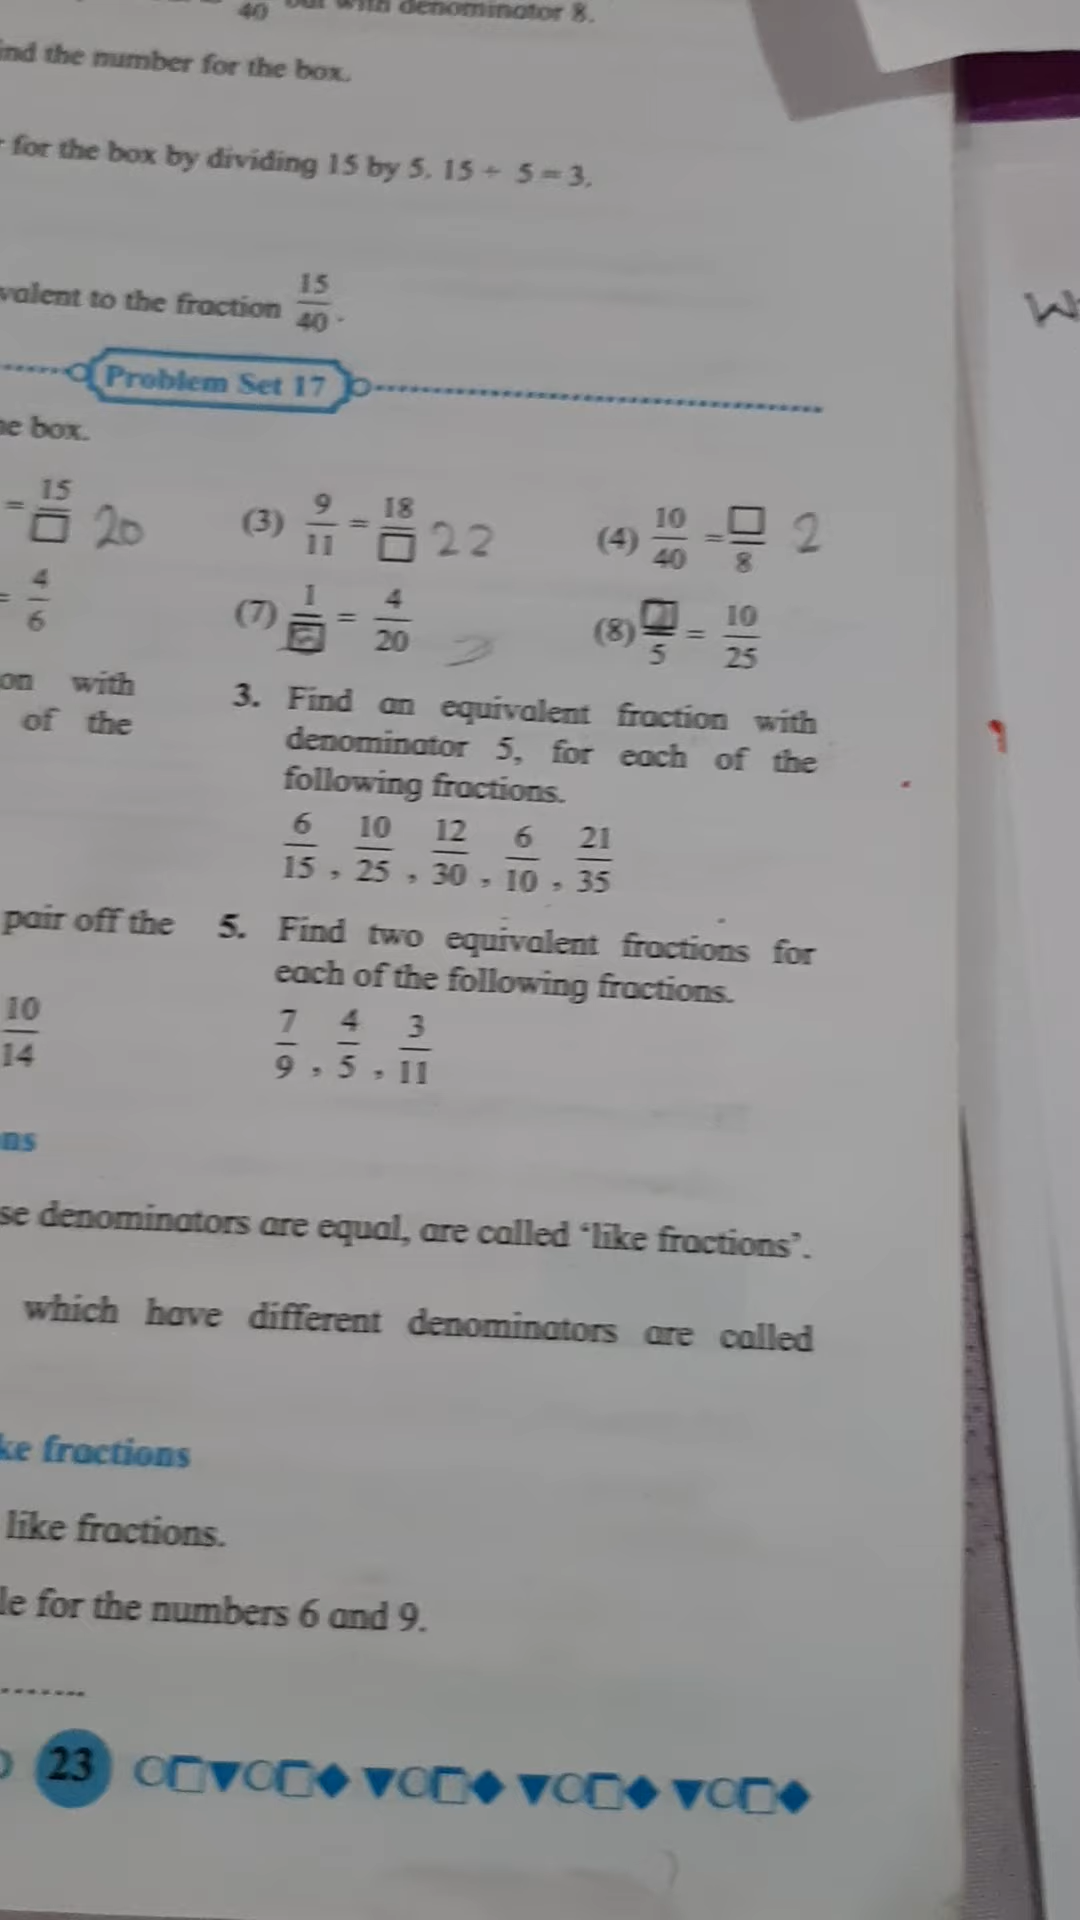 40 but with denominator 8.
ind the number for the box.
for the box by dividing 15 by 5. 15 ÷ 5 = 3.
valent to the fraction 15/40.
Problem Set 17
he box.
= 15/□ 20 (3) 9/11 = 18/□ 22 (4) 10/40 = □/8 2
= 4/6 (7) 1/□ = 4/20 (8) □/5 = 10/25
on with
of the
3. Find an equivalent fraction with
denominator 5, for each of the
following fractions.
6/15, 10/25, 12/30, 6/10, 21/35
pair off the
10/14
5. Find two equivalent fractions for
each of the following fractions.
7/9, 4/5, 3/11
ns
se denominators are equal, are called ‘like fractions’.
which have different denominators are called
ke fractions
like fractions.
le for the numbers 6 and 9.
23